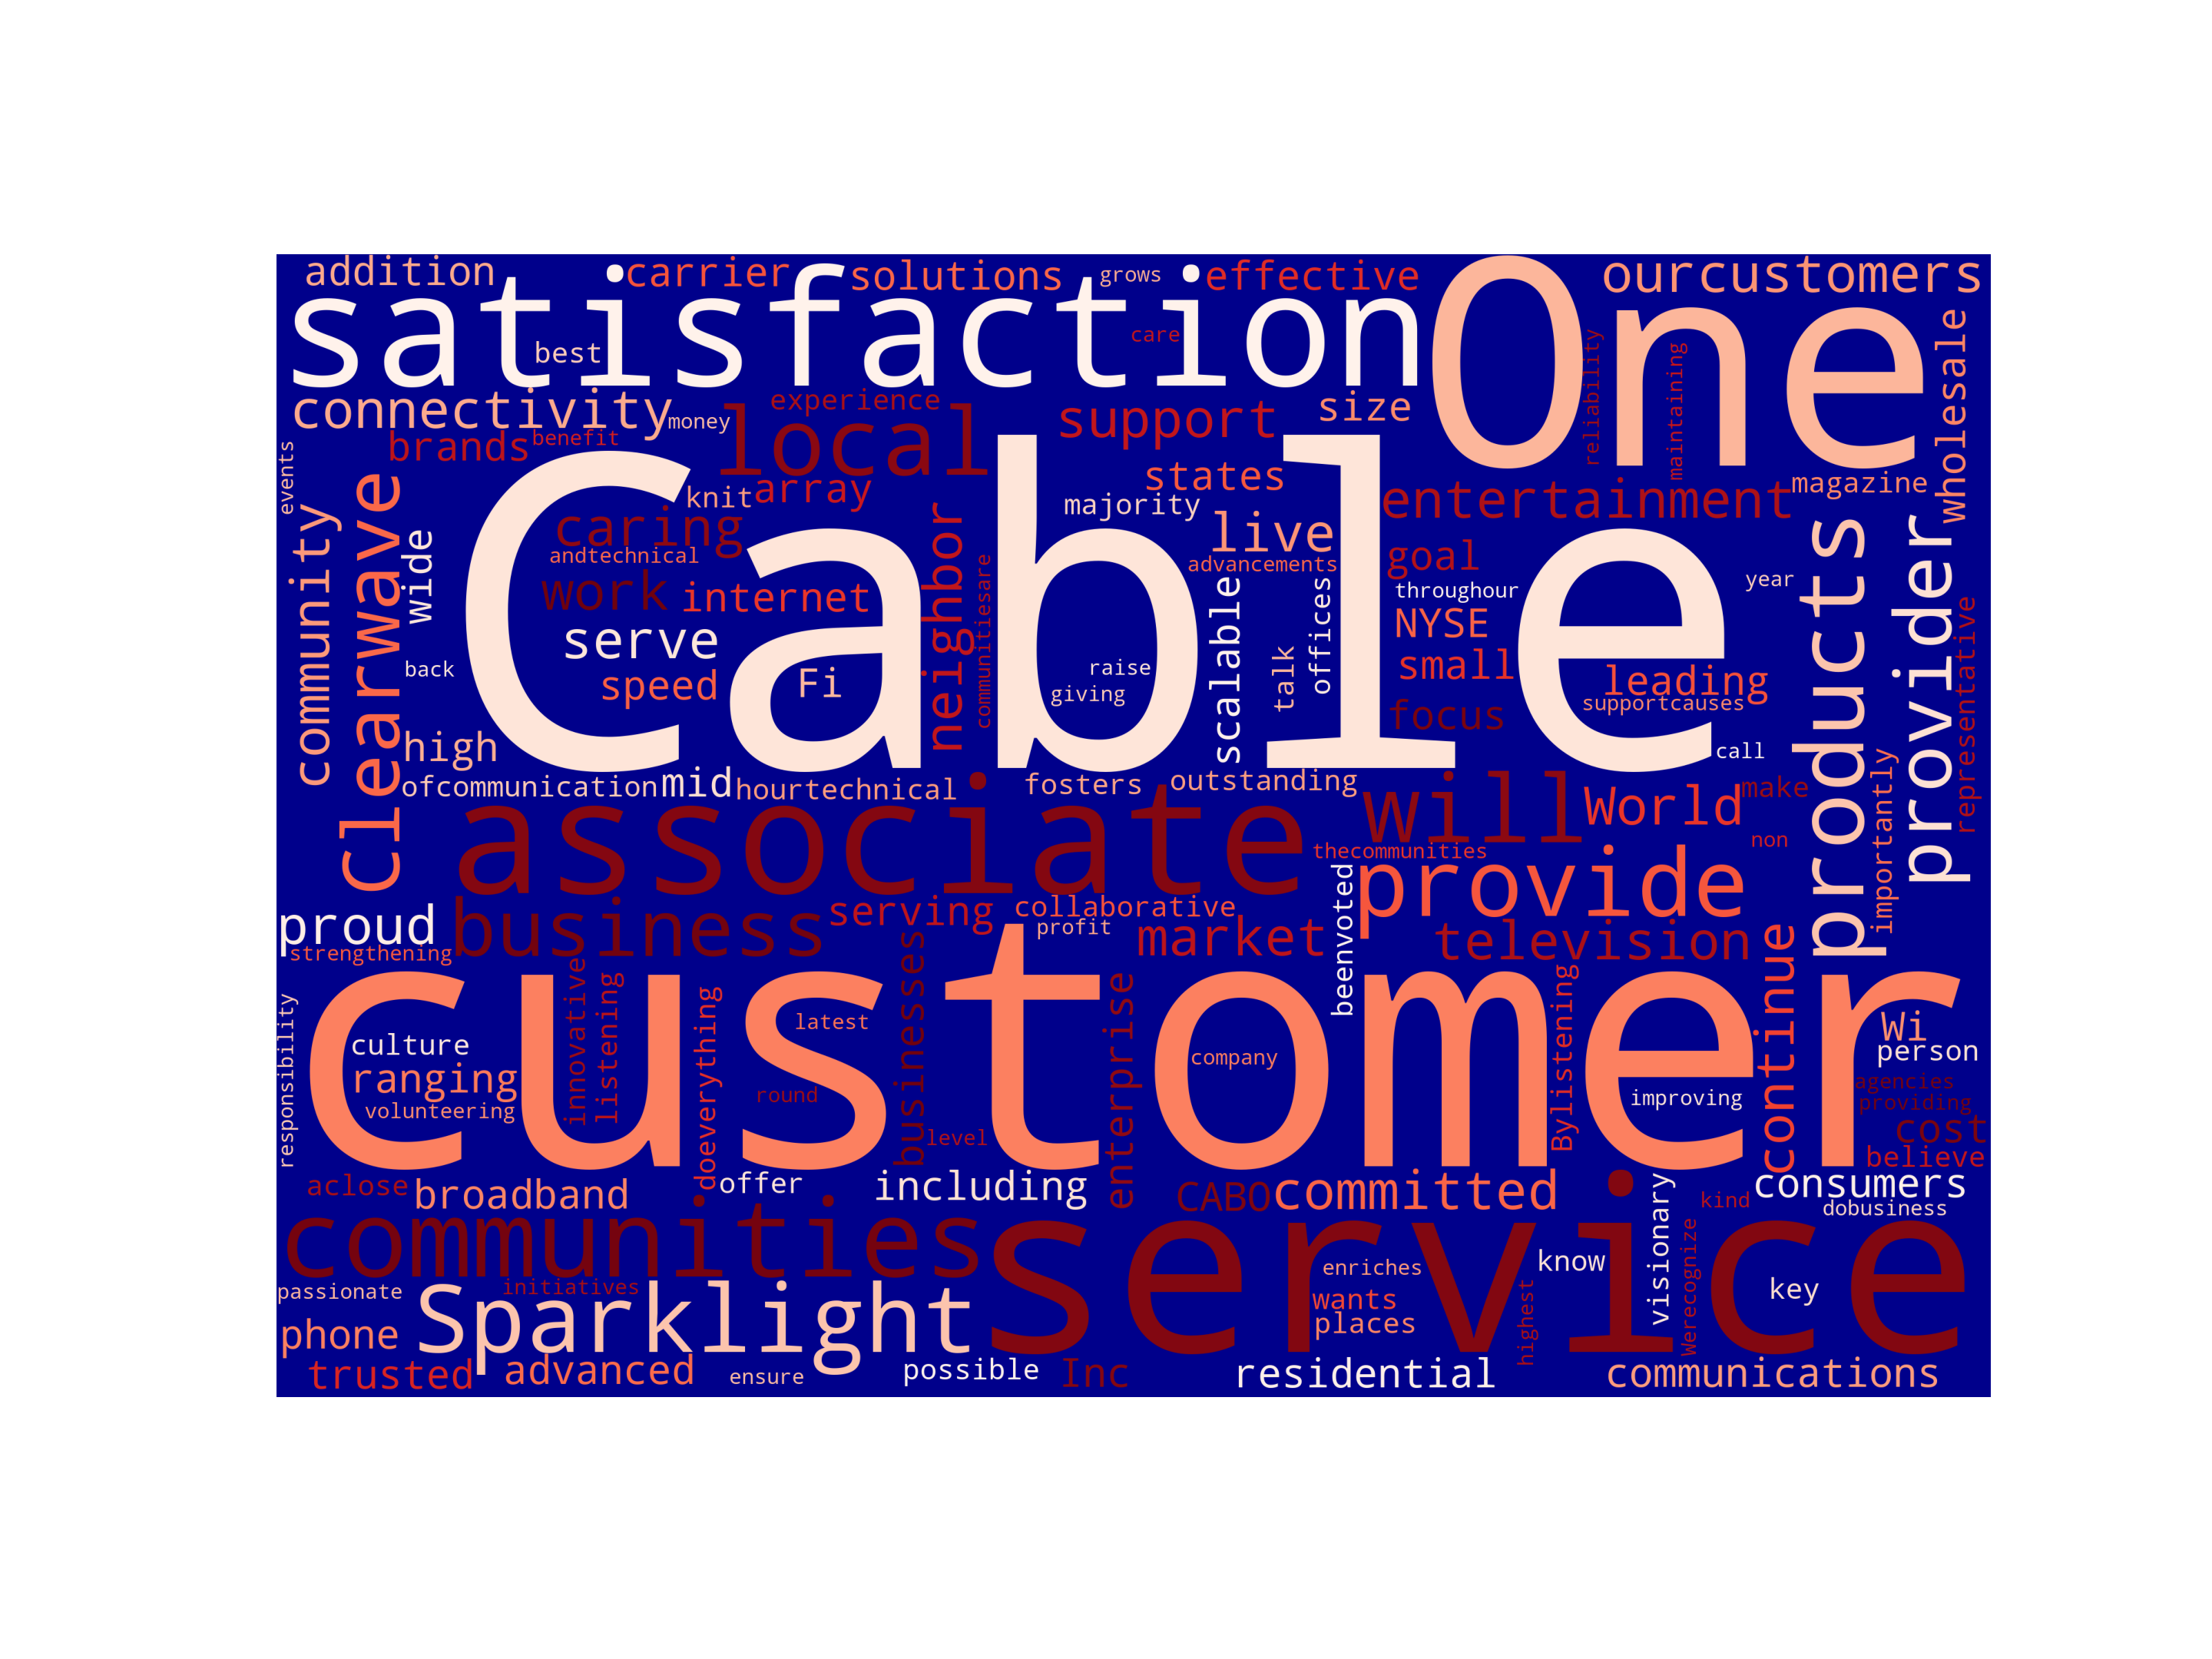 addition
carrier
solutions
grows
effective
ourcustomers
satisfaction
One
care
best
wholesale
reliability
maintaining
connectivity
money
experience
local
support
size
brands
benefit
events
knit
array
states
majority
entertainment
magazine
community
clearwave
wide
caring
andtechnical
neighbor
communitiesare
live
advancements
goal
Cable
work
internet
scalable
offices
throughour
year
products
provider
representative
serve
NYSE
back
speed
Fi
raise
giving
talk
small
leading
supportcauses
focus
high
call
ofcommunication
mid
hourtechnical
fosters
outstanding
will
World
make
importantly
associate
thecommunities
non
provide
proud
business
serving
collaborative
profit
market
beenvoted
television
strengthening
customer
responsibility
innovative
listening
doeverything
businesses
enterprise
Bylistening
continue
culture
latest
company
Wi
person
ranging
volunteering
round
level
improving
agencies
providing
cost
believe
aclose
broadband
offer
including
CABO
committed
visionary
kind
consumers
dobusiness
communities
service
Werecognize
passionate
initiatives
Sparklight
enriches
know
key
wants
highest
phone
places
trusted
advanced
ensure
possible
Inc
residential
communications